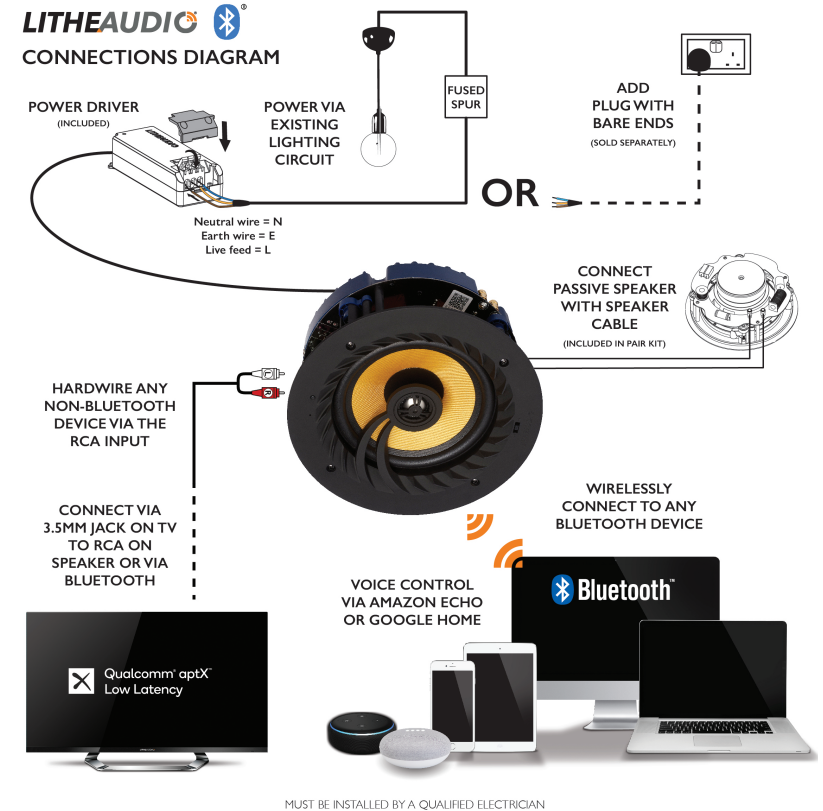 LITHEAUDIO
CONNECTIONS DIAGRAM
POWER DRIVER
(INCLUDED)
LITHEAUDIO
Neutral wire = N
Earth wire = E
Live feed = L
POWER VIA
EXISTING
LIGHTING
CIRCUIT
FUSED
SPUR
OR
ADD
PLUG WITH
BARE ENDS
(SOLD SEPARATELY)
CONNECT
PASSIVE SPEAKER
WITH SPEAKER
CABLE
(INCLUDED IN PAIR KIT)
L
R
HARDWIRE ANY
NON-BLUETOOTH
DEVICE VIA THE
RCA INPUT
CONNECT VIA
3.5MM JACK ON TV
TO RCA ON
SPEAKER OR VIA
BLUETOOTH
Qualcomm® aptX™
Low Latency
WIRELESSLY
CONNECT TO ANY
BLUETOOTH DEVICE
VOICE CONTROL
VIA AMAZON ECHO
OR GOOGLE HOME
Bluetooth™
MUST BE INSTALLED BY A QUALIFIED ELECTRICIAN